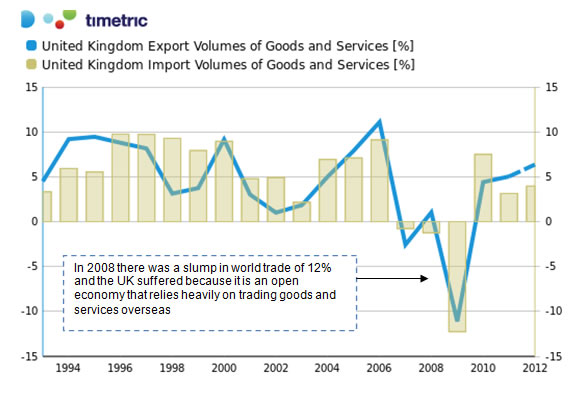 tımetric
United Kingdom Export Volumes of Goods and Services [%]
United Kingdom Import Volumes of Goods and Services [%]
15 15
10 10
5 5
0 0
-5 -5
-10 -10
-15 -15
In 2008 there was a slump in world trade of 12%
and the UK suffered because it is an open
economy that relies heavily on trading goods and
services overseas
1994 1996 1998 2000 2002 2004 2006 2008 2010 2012